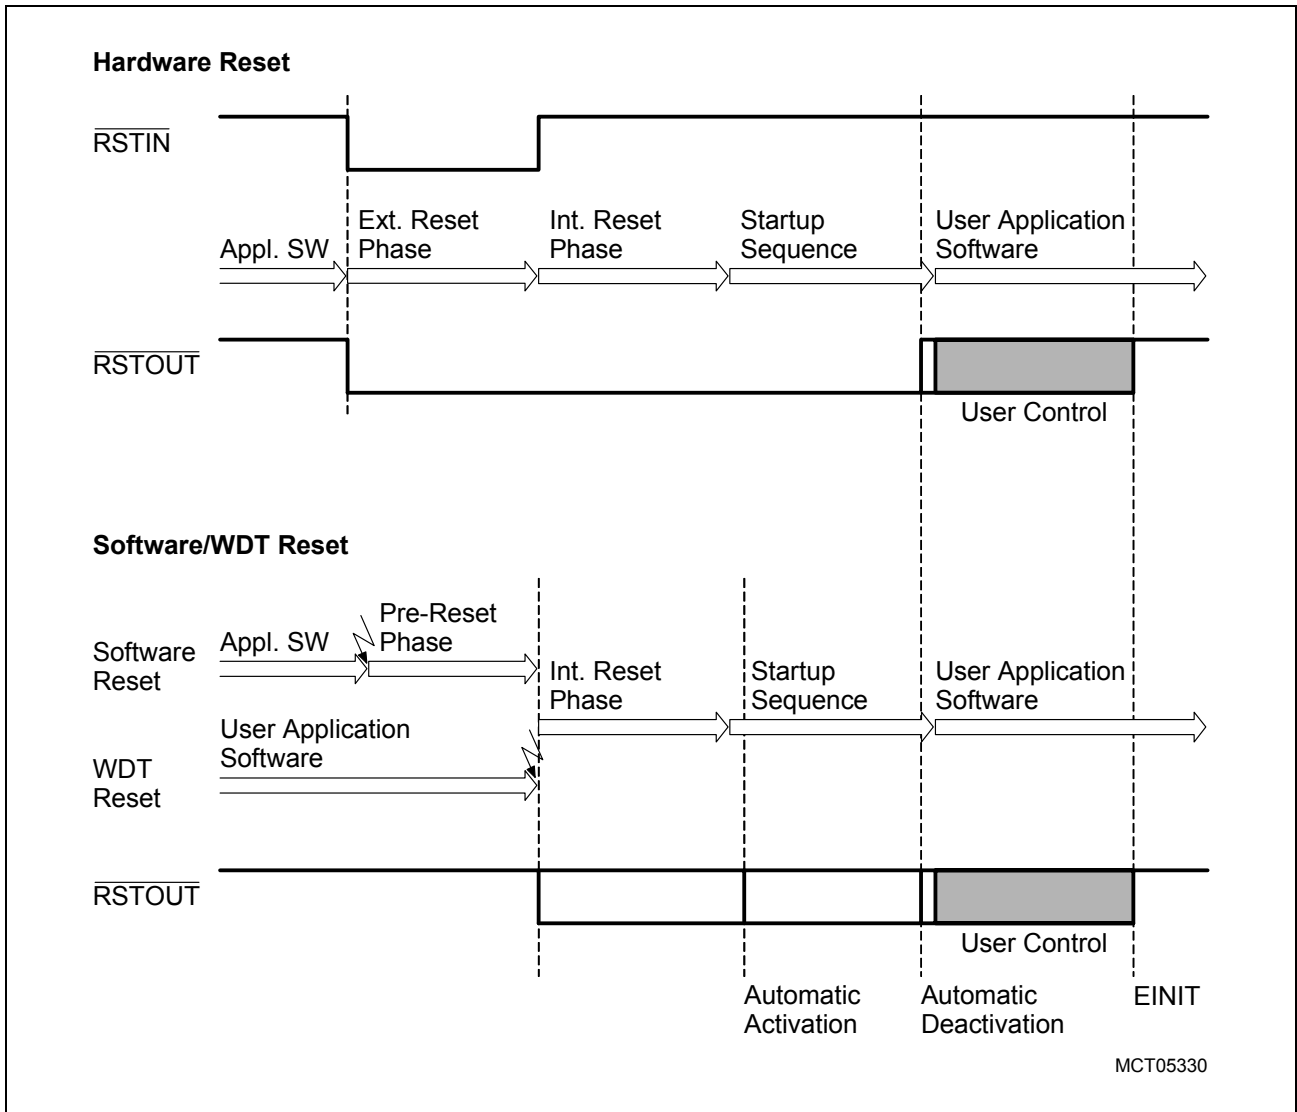 Hardware Reset
RSTIN
Appl. SW
Ext. Reset
Phase
Int. Reset
Phase
Startup
Sequence
User Application
Software
RSTOUT
User Control
Software/WDT Reset
Software
Reset
Appl. SW
Pre-Reset
Phase
Int. Reset
Phase
Startup
Sequence
User Application
Software
User Application
Software
WDT
Reset
RSTOUT
User Control
Automatic
Activation
Automatic
Deactivation
EINIT
MCT05330